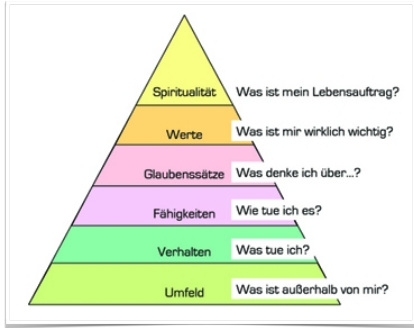 Spiritualität Was ist mein Lebensauftrag?
Werte Was ist mir wirklich wichtig?
Glaubenssätze Was denke ich über...?
Fähigkeiten Wie tue ich es?
Verhalten Was tue ich?
Umfeld Was ist außerhalb von mir?